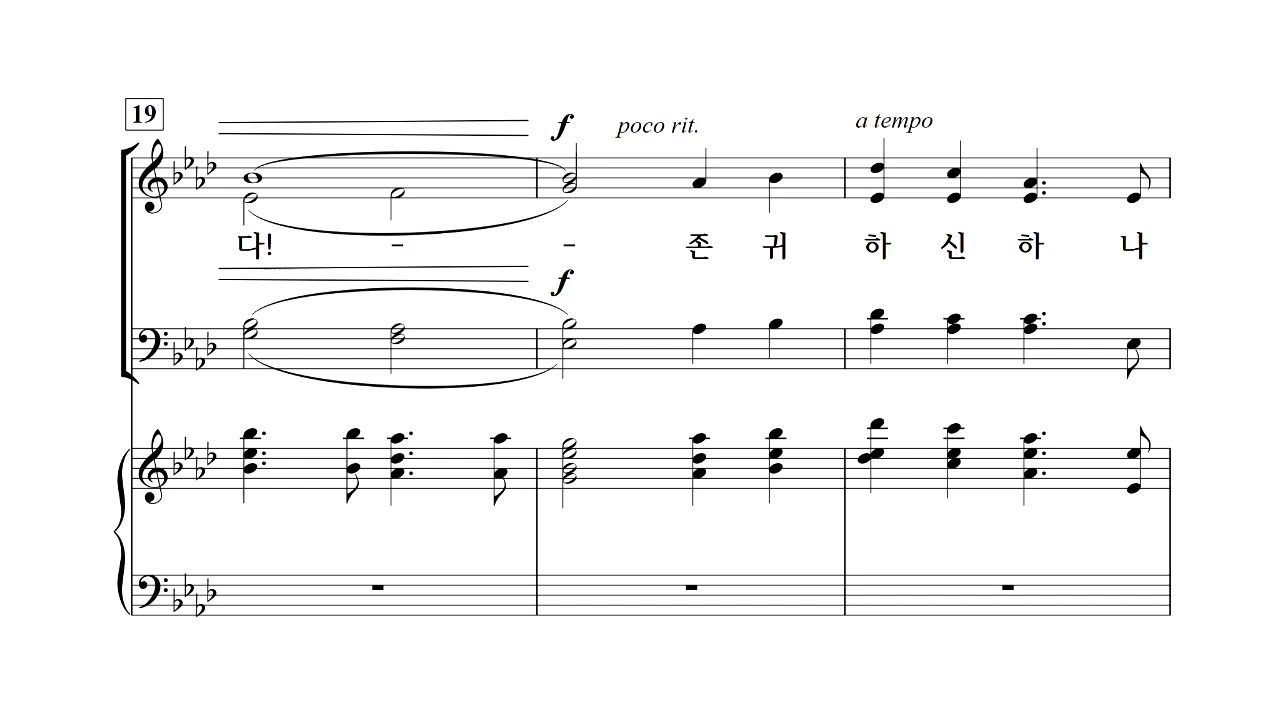 19
f poco rit. a tempo
다! - - 존 귀 하 신 하 나
f